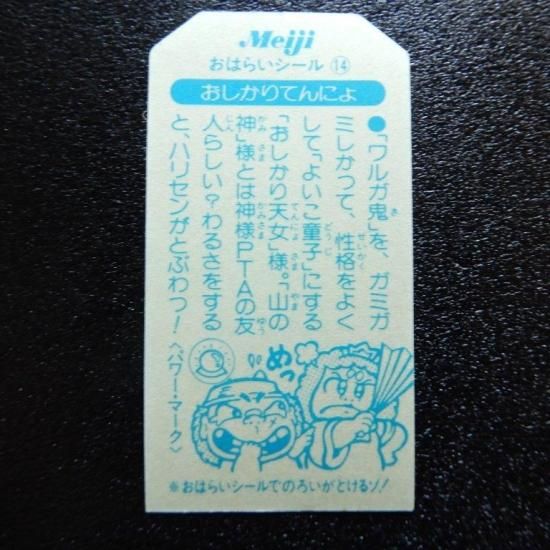 Meiji
おはらいシール ⑭
おしかりてんにょ
●「ワルガ鬼」を、ガミガ
ミしかって、性格をよく
して「よいこ童子」にする
「おしかり天女」様。「山の
神」様とは神様PTAの友
人らしい?わるさをする
と、ハリセンがとぶわっ!
〈パワー・マーク〉
めっ
※おはらいシールでのろいがとけるゾ!